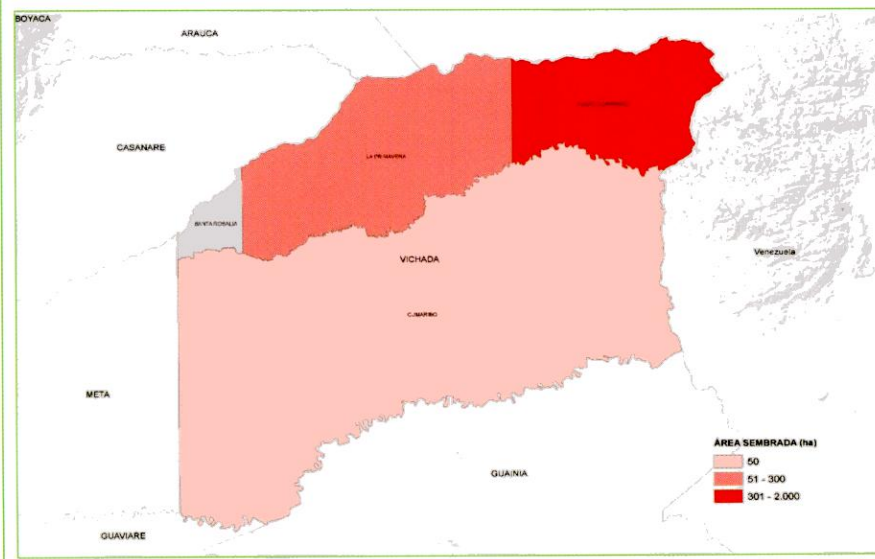 BOYACA
ARAUCA
CASANARE
LA PRIMAVERA
SANTA ROSALIA
VICHADA
Venezuela
CUMARIBO
META
ÁREA SEMBRADA (ha)
50
51 - 300
301 - 2.000
GUAINIA
GUAVIARE